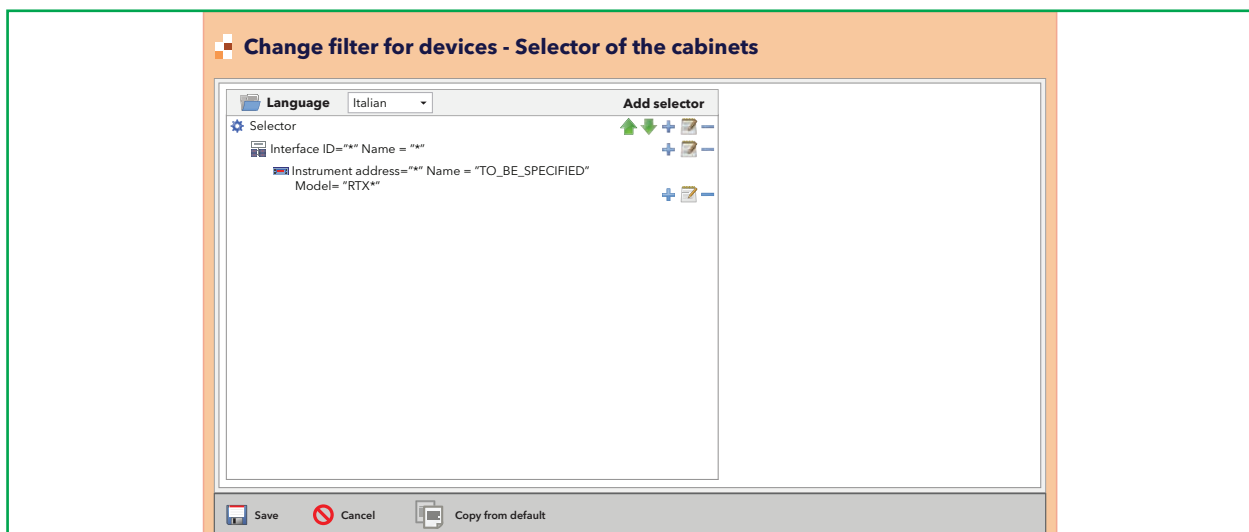 Change filter for devices - Selector of the cabinets
Language Italian Add selector
Selector
Interface ID=”*” Name = ”*”
Instrument address=”*” Name = ”TO_BE_SPECIFIED”
Model= ”RTX*”
Save Cancel Copy from default